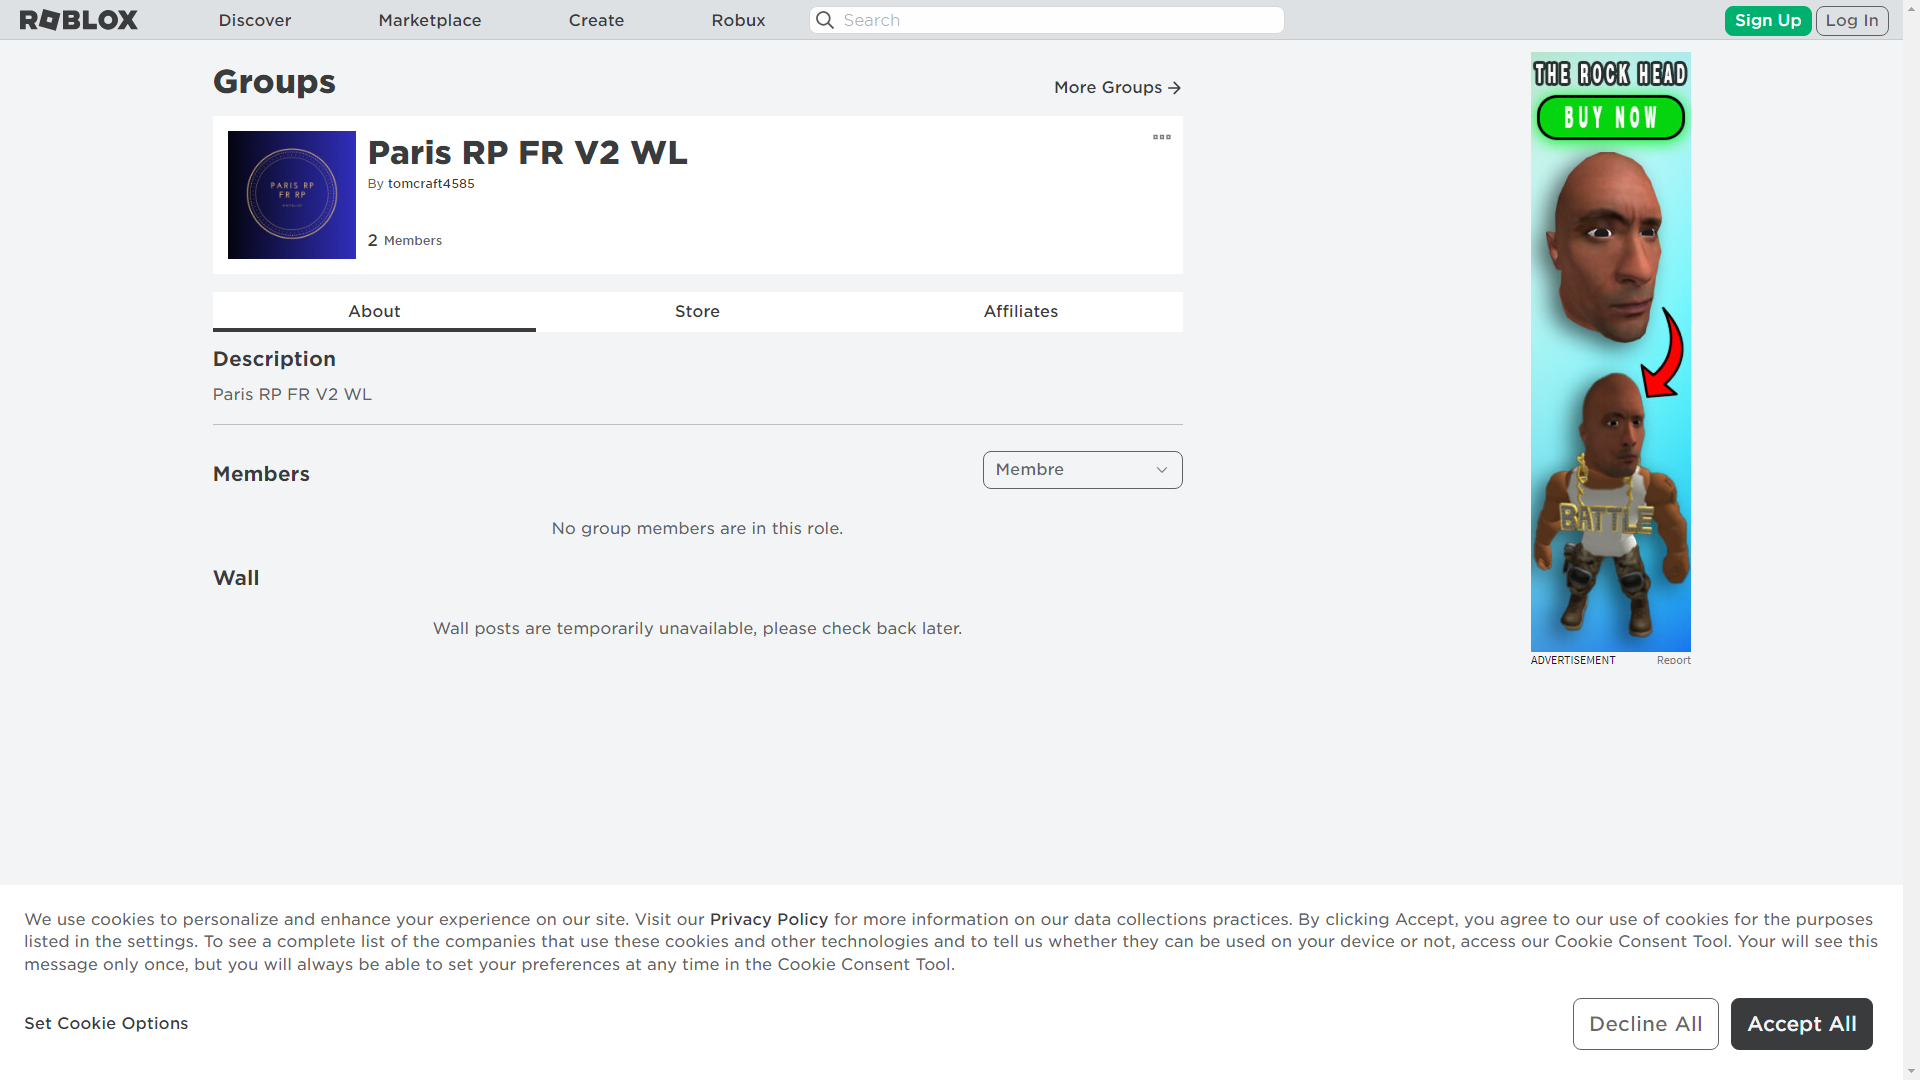 ROBLOX
Discover
Marketplace
Create
Robux
Search
Sign Up
Log In
Groups
More Groups
PARIS RP
FR RP
Paris RP FR V2 WL
By tomcraft4585
2 Members
About
Store
Affiliates
Description
Paris RP FR V2 WL
Members
Membre
No group members are in this role.
Wall
Wall posts are temporarily unavailable, please check back later.
THE ROCK HEAD
BUY NOW
BATTLE
ADVERTISEMENT
Report
We use cookies to personalize and enhance your experience on our site. Visit our Privacy Policy for more information on our data collections practices. By clicking Accept, you agree to our use of cookies for the purposes
listed in the settings. To see a complete list of the companies that use these cookies and other technologies and to tell us whether they can be used on your device or not, access our Cookie Consent Tool. Your will see this
message only once, but you will always be able to set your preferences at any time in the Cookie Consent Tool.
Set Cookie Options
Decline All
Accept All